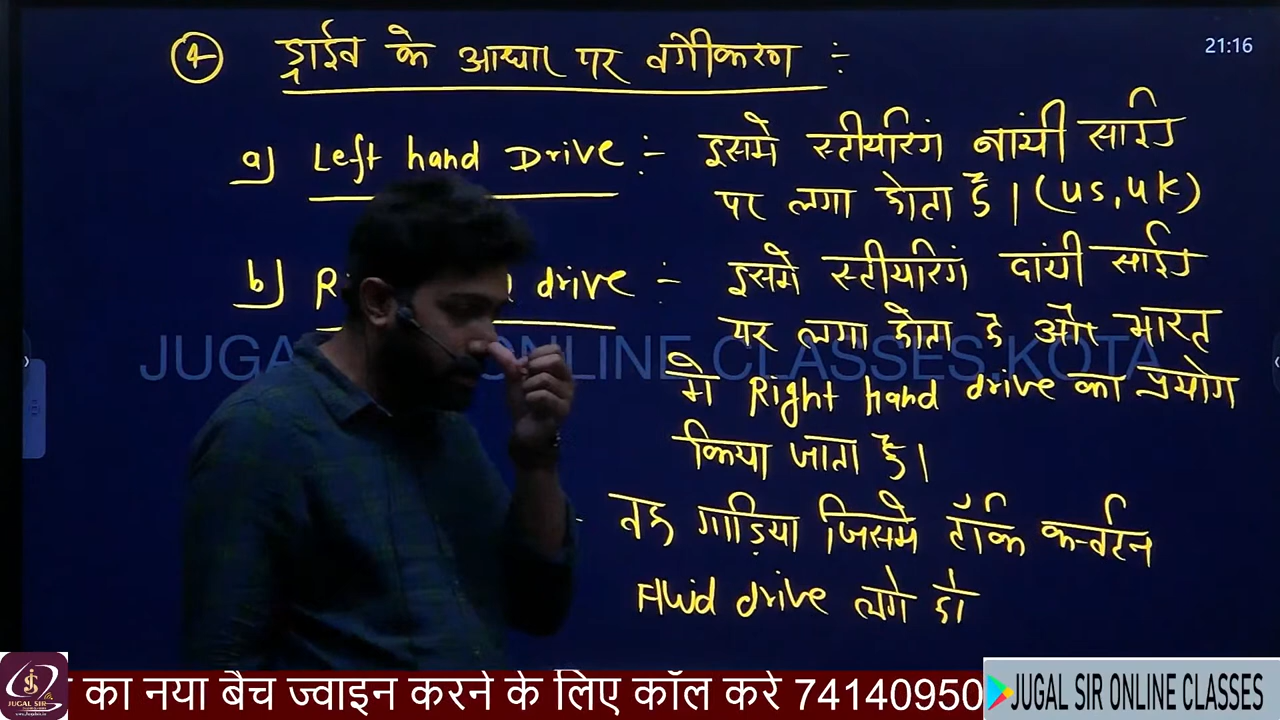 21:16
④ ड्राईव के आधार पर वर्गीकरण :-
a) Left hand Drive :- इसमे स्टीयरिंग बांयी साईड
पर लगा होता है। (US, UK)
b) drive :- इसमे स्टीयरिंग दांयी साईड
पर लगा होता है और भारत
JUGAL ONLINE CLASSES, KOTA
मे Right hand drive का प्रयोग
किया जाता है।
वह गाड़िया जिसमे टॉर्क कन्वर्टन
Fluid drive लगे हो
का नया बैच ज्वाइन करने के लिए कॉल करे 74140950
JUGAL SIR ONLINE CLASSES
JUGAL SIR